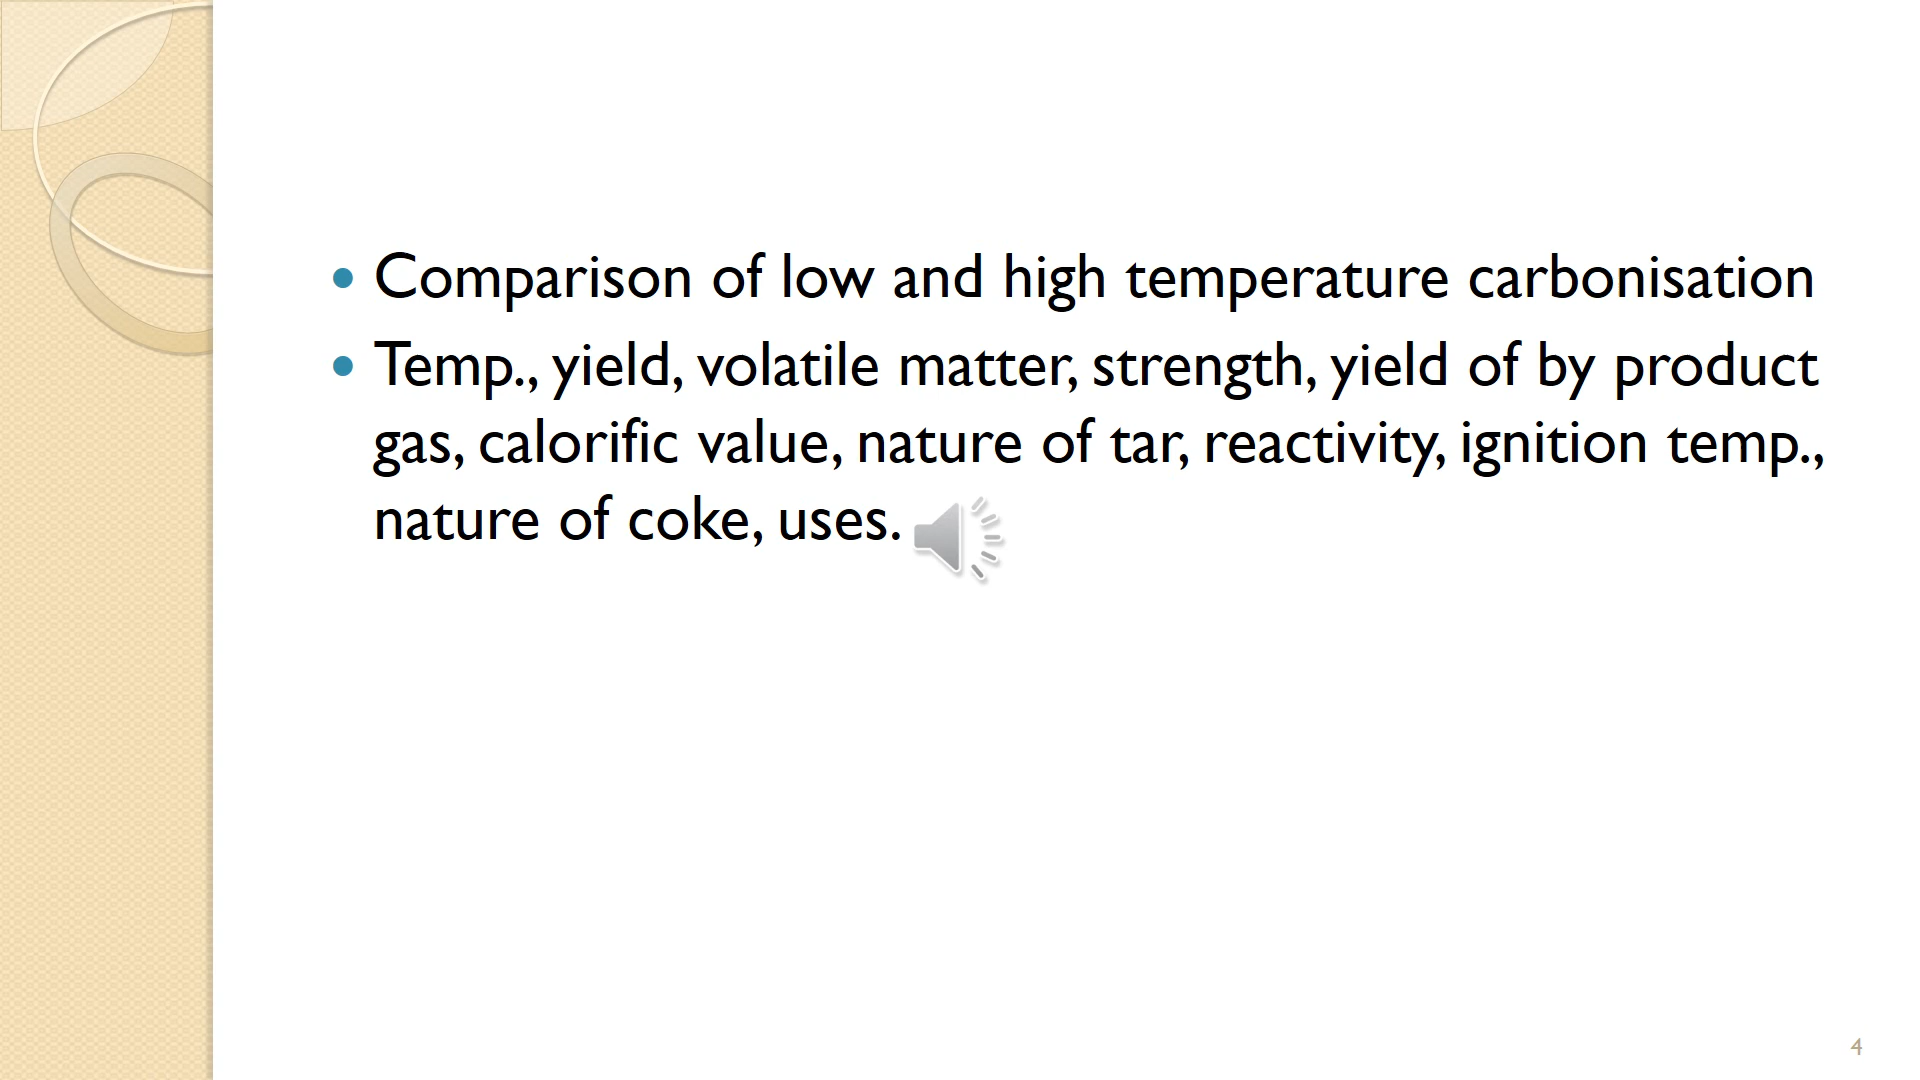 • Comparison of low and high temperature carbonisation
• Temp., yield, volatile matter, strength, yield of by product
gas, calorific value, nature of tar, reactivity, ignition temp.,
nature of coke, uses.
4